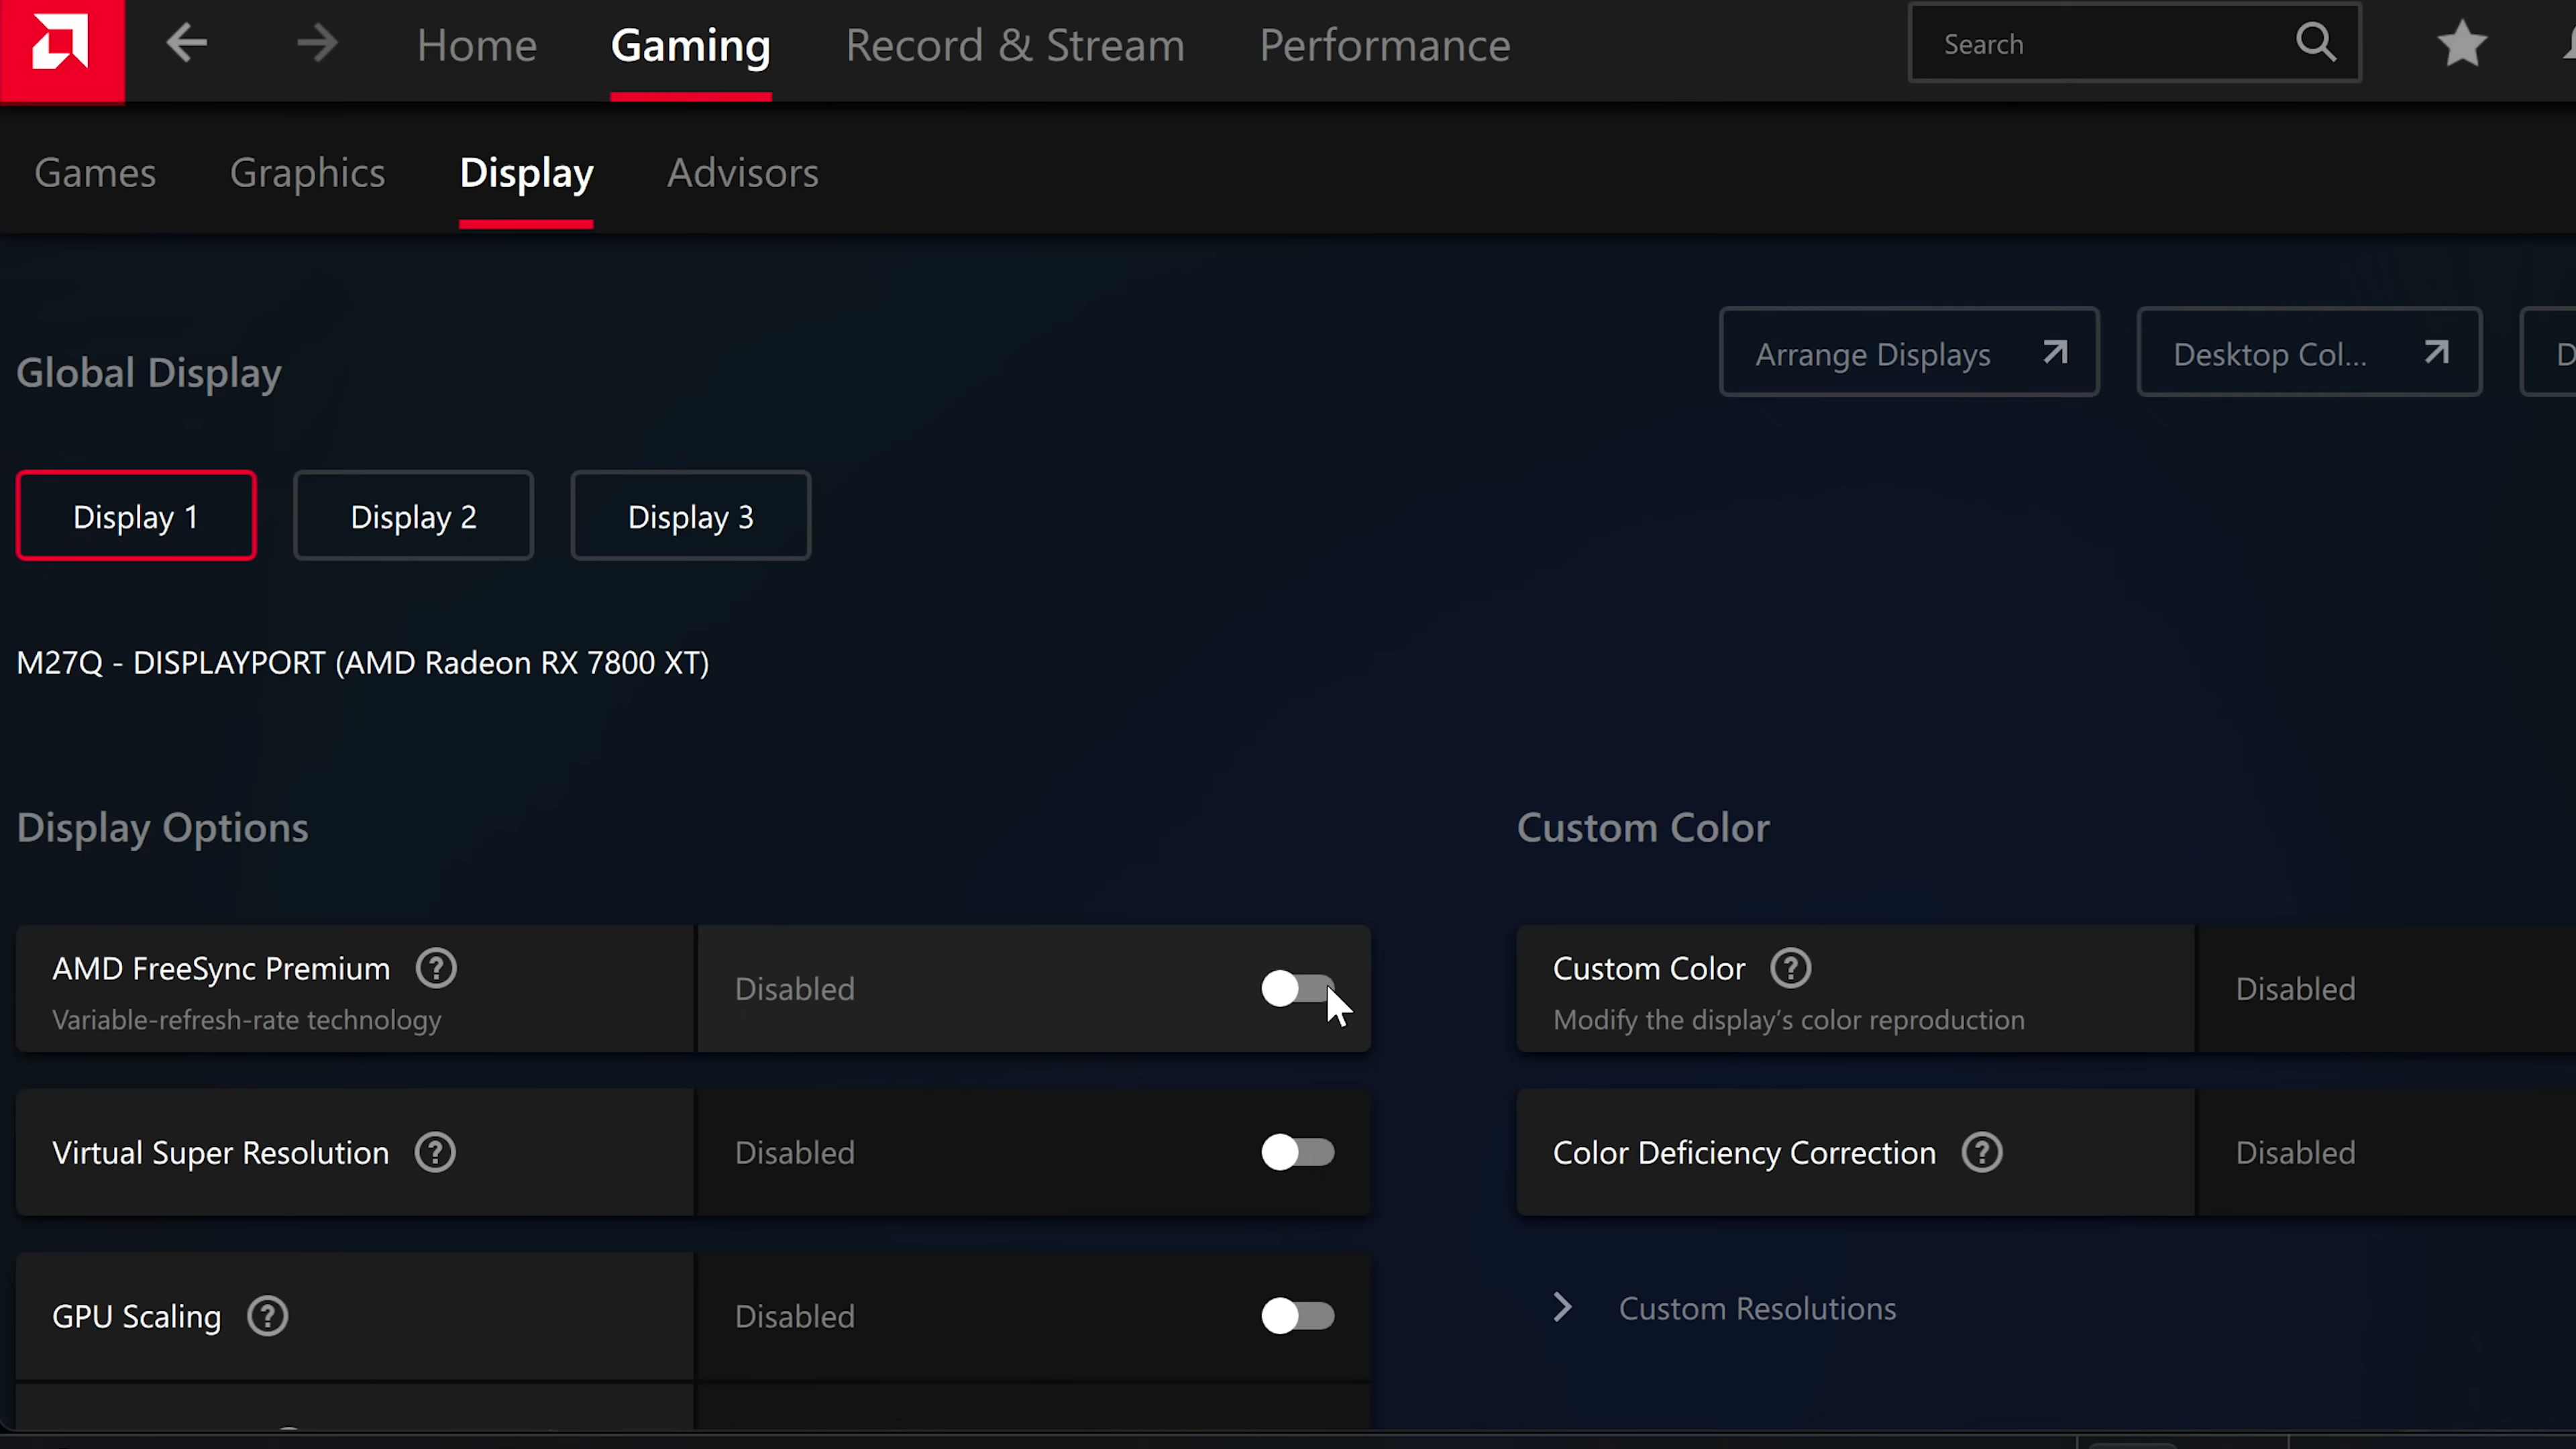 Home Gaming Record & Stream Performance Search
Games Graphics Display Advisors
Global Display
Arrange Displays Desktop Col...
Display 1 Display 2 Display 3
M27Q - DISPLAYPORT (AMD Radeon RX 7800 XT)
Display Options
Custom Color
AMD FreeSync Premium ?
Variable-refresh-rate technology
Disabled
Custom Color ?
Modify the display's color reproduction
Disabled
Virtual Super Resolution ? Disabled
Color Deficiency Correction ? Disabled
GPU Scaling ? Disabled
Custom Resolutions